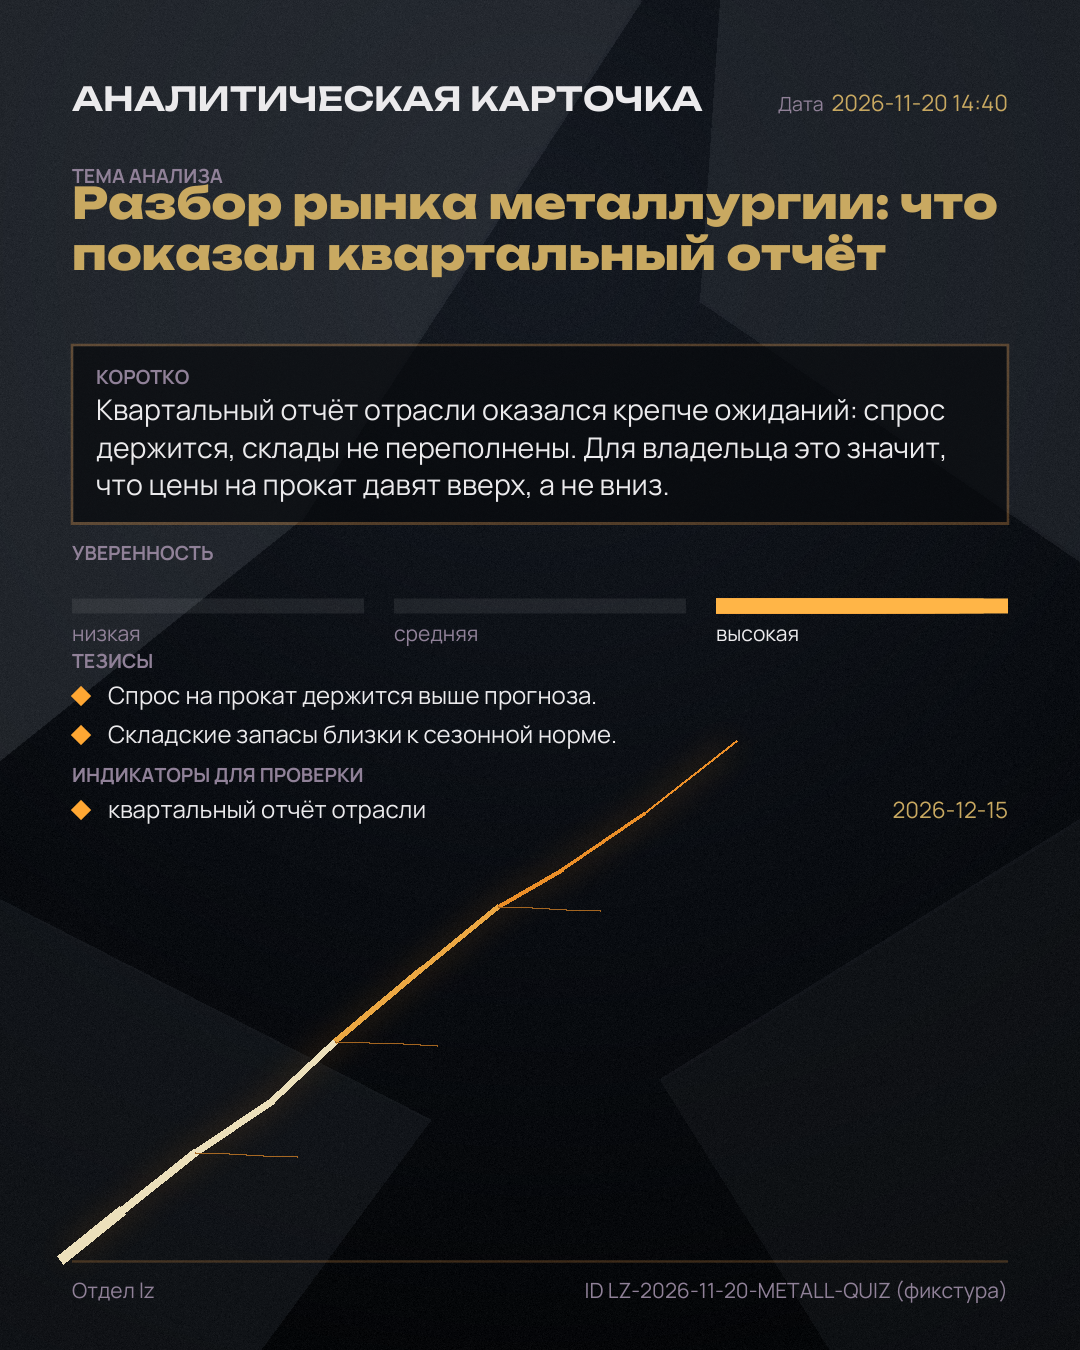 АНАЛИТИЧЕСКАЯ КАРТОЧКА
Дата 2026-11-20 14:40
ТЕМА АНАЛИЗА
Разбор рынка металлургии: что
показал квартальный отчёт
КОРОТКО
Квартальный отчёт отрасли оказался крепче ожиданий: спрос
держится, склады не переполнены. Для владельца это значит,
что цены на прокат давят вверх, а не вниз.
УВЕРЕННОСТЬ
низкая
средняя
высокая
ТЕЗИСЫ
Спрос на прокат держится выше прогноза.
Складские запасы близки к сезонной норме.
ИНДИКАТОРЫ ДЛЯ ПРОВЕРКИ
квартальный отчёт отрасли
2026-12-15
Отдел lz
ID LZ-2026-11-20-METALL-QUIZ (фикстура)